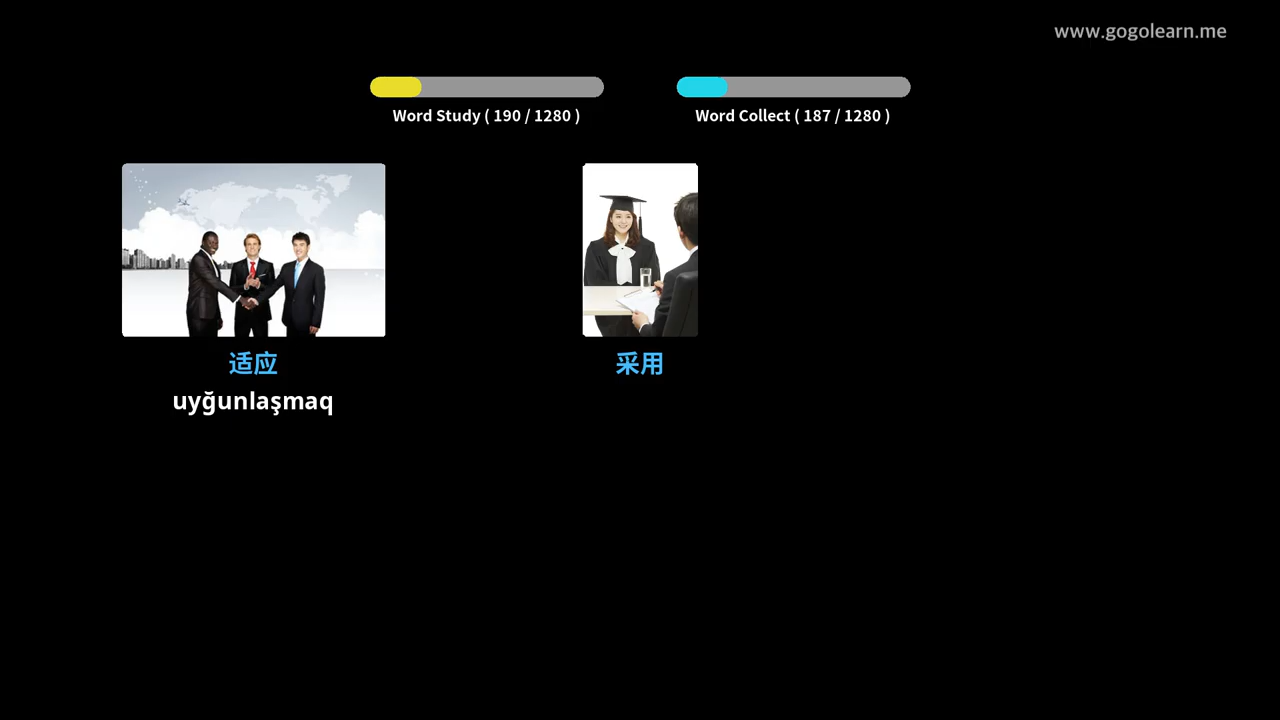 www.gogolearn.me
Word Study ( 190 / 1280 )
Word Collect ( 187 / 1280 )
适应
uyğunlaşmaq
采用